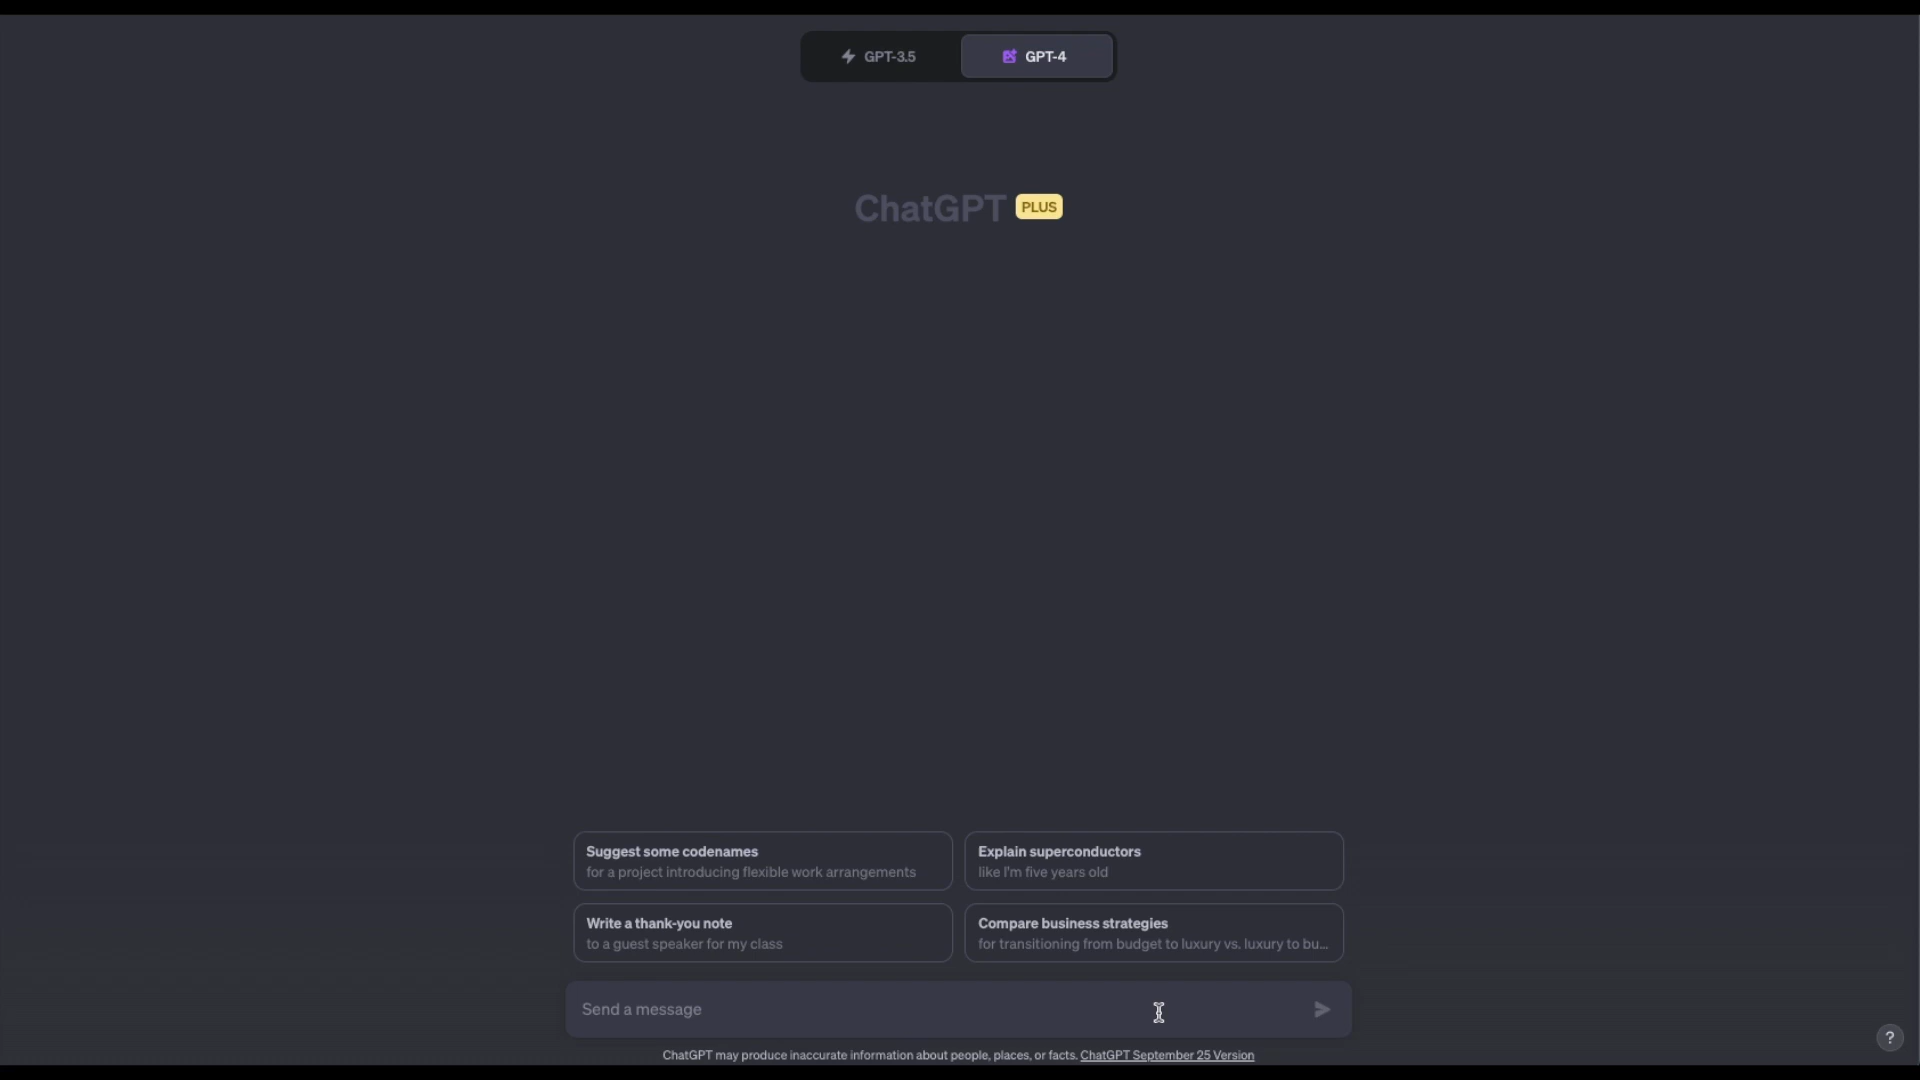 GPT-3.5
GPT-4
ChatGPT PLUS
Suggest some codenames
for a project introducing flexible work arrangements
Explain superconductors
like I'm five years old
Write a thank-you note
to a guest speaker for my class
Compare business strategies
for transitioning from budget to luxury vs. luxury to bu...
Send a message
ChatGPT may produce inaccurate information about people, places, or facts. ChatGPT September 25 Version
?